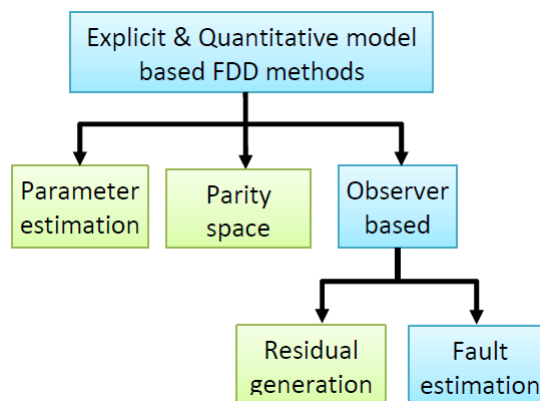 Explicit & Quantitative model
based FDD methods
Parameter
estimation
Parity
space
Observer
based
Residual
generation
Fault
estimation